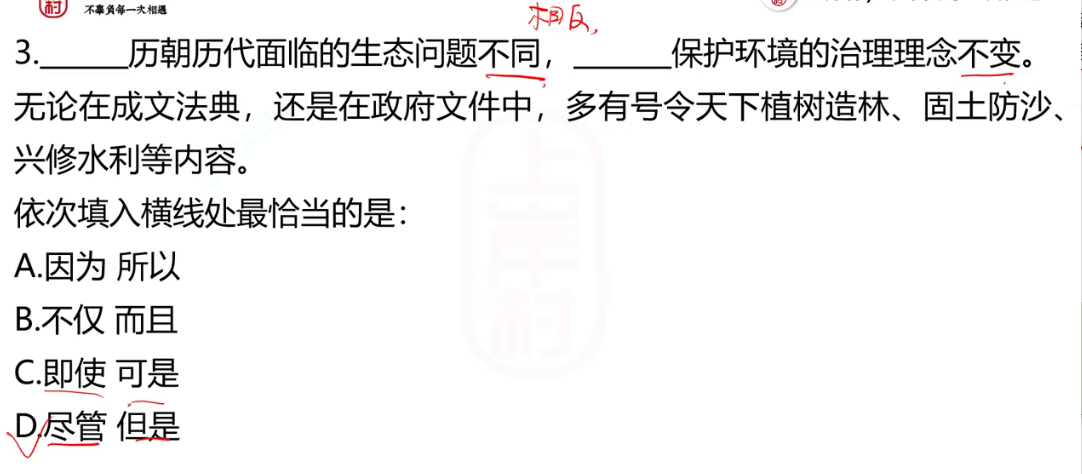 村 不辜负每一次相遇
相反,
3.______历朝历代面临的生态问题不同，______保护环境的治理理念不变。
无论在成文法典，还是在政府文件中，多有号令天下植树造林、固土防沙、
兴修水利等内容。
依次填入横线处最恰当的是：
A.因为 所以
B.不仅 而且
C.即使 可是
D.尽管 但是
上岸村